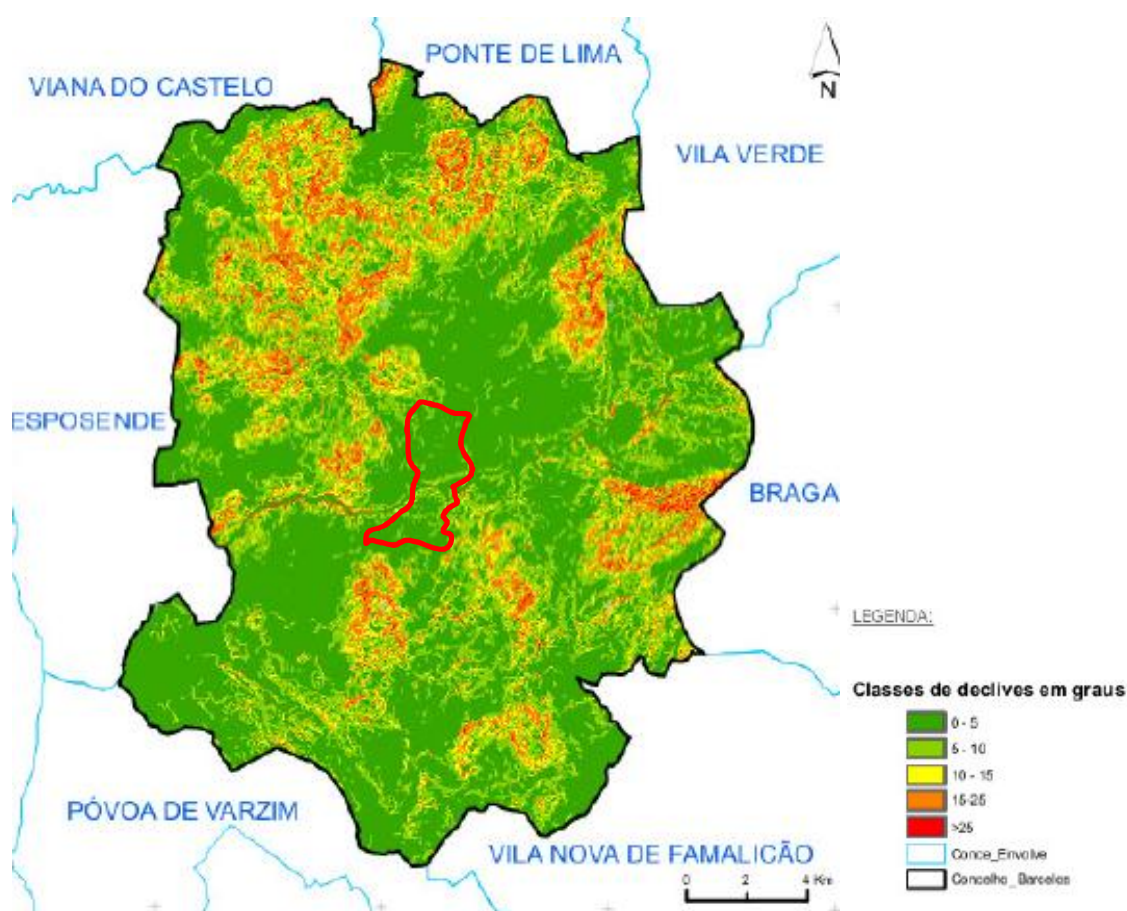 PONTE DE LIMA
VIANA DO CASTELO
N
VILA VERDE
ESPOSENDE
BRAGA
LEGENDA:
Classes de declives em graus
0 - 5
5 - 10
10 - 15
15-25
>25
PÓVOA DE VARZIM
VILA NOVA DE FAMALICÃO
Conce_Envolve
Concelho_Barcelos
0 2 4 Km